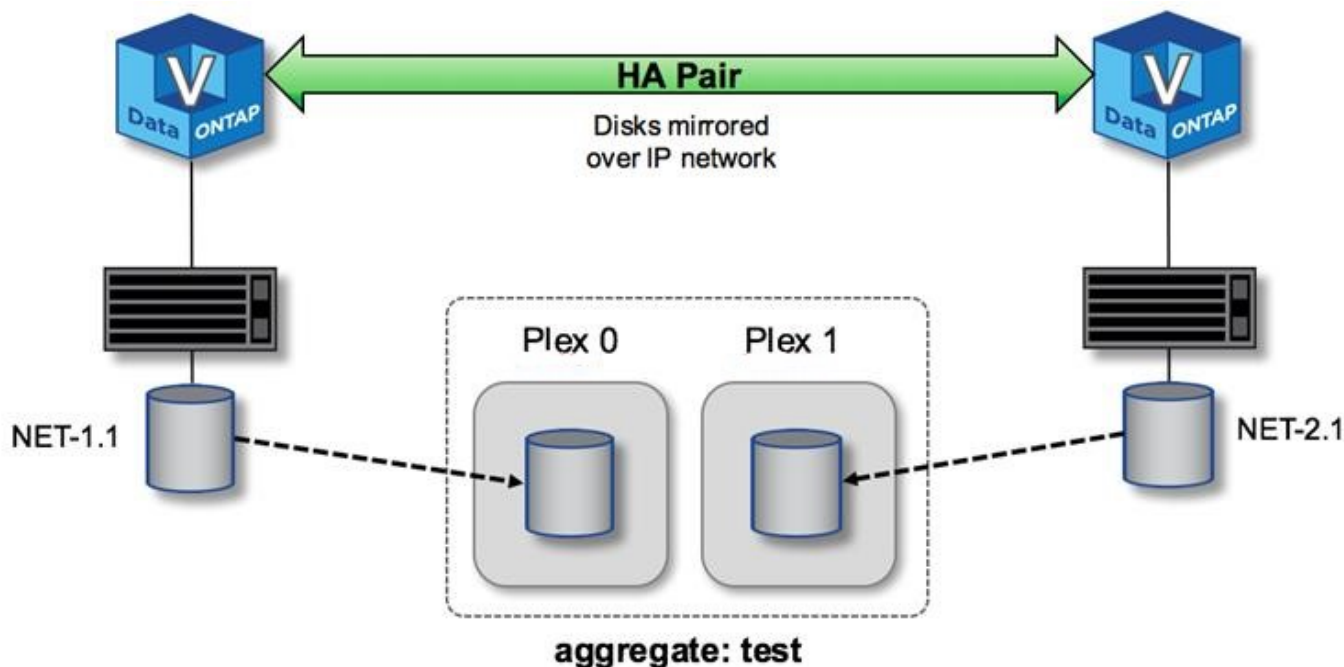 V
Data ONTAP
HA Pair
Disks mirrored
over IP network
V
Data ONTAP
Plex 0
Plex 1
NET-1.1
NET-2.1
aggregate: test